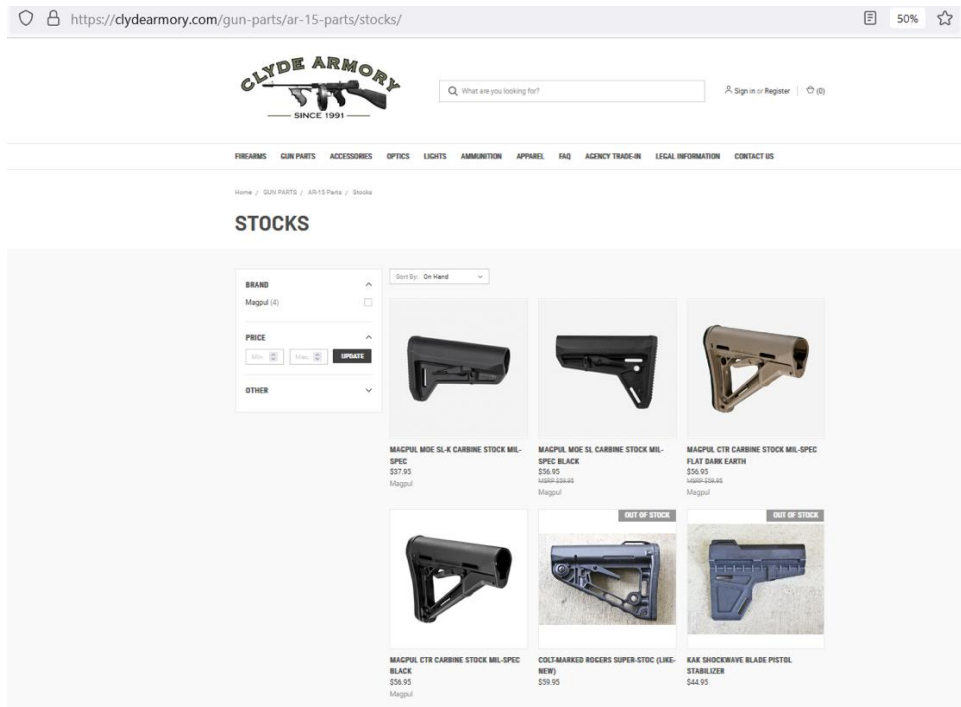 https://clydearmory.com/gun-parts/ar-15-parts/stocks/
50%
CLYDE ARMORY
SINCE 1991
What are you looking for?
Sign in or Register
(0)
FIREARMS GUN PARTS ACCESSORIES OPTICS LIGHTS AMMUNITION APPAREL FAQ AGENCY TRADE-IN LEGAL INFORMATION CONTACT US
Home / GUN PARTS / AR-15 Parts / Stocks
STOCKS
BRAND
Magpul (4)
PRICE
Min. Max. UPDATE
OTHER
Sort By: On Hand
MAGPUL MOE SL-K CARBINE STOCK MIL-
SPEC
$37.95
Magpul
MAGPUL MOE SL CARBINE STOCK MIL-
SPEC BLACK
$56.95
MSRP $59.95
Magpul
MAGPUL CTR CARBINE STOCK MIL-SPEC
FLAT DARK EARTH
$56.95
MSRP $59.95
Magpul
MAGPUL CTR CARBINE STOCK MIL-SPEC
BLACK
$56.95
Magpul
OUT OF STOCK
COLT-MARKED ROGERS SUPER-STOC (LIKE-
NEW)
$59.95
OUT OF STOCK
KAK SHOCKWAVE BLADE PISTOL
STABILIZER
$44.95